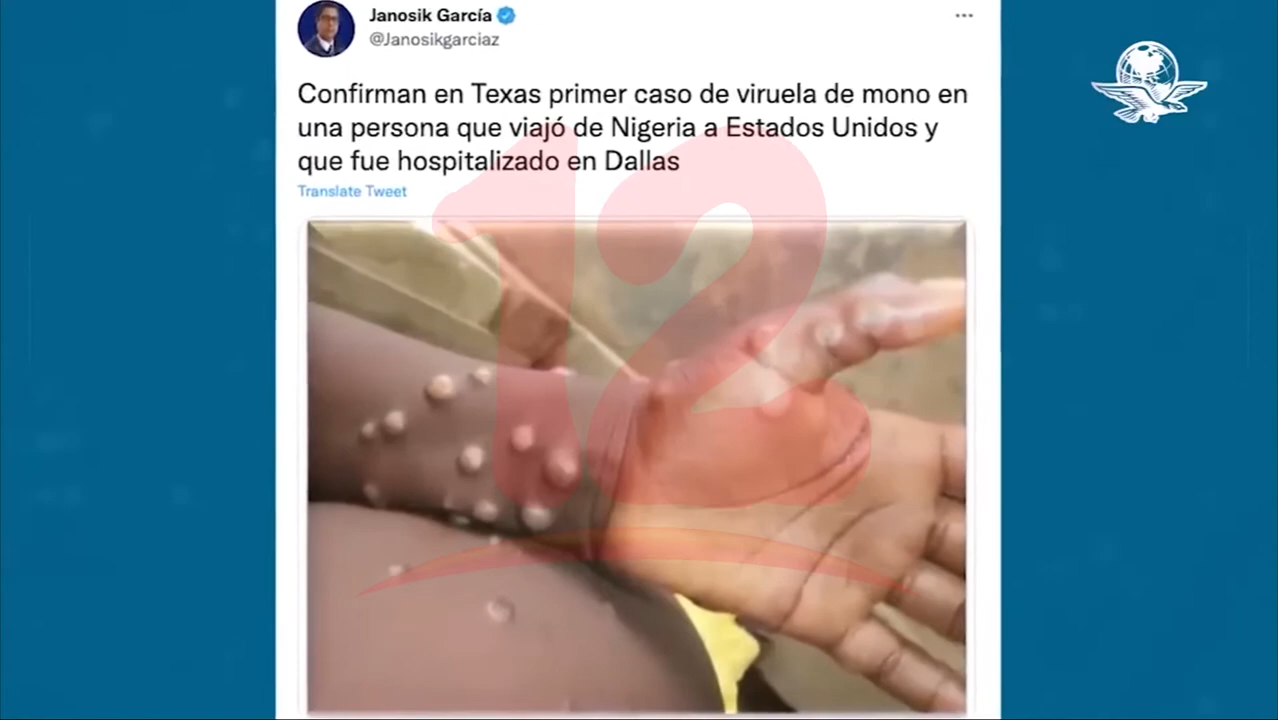 Janosik García
@Janosikgarciaz
Confirman en Texas primer caso de viruela de mono en
una persona que viajó de Nigeria a Estados Unidos y
que fue hospitalizado en Dallas
Translate Tweet
12